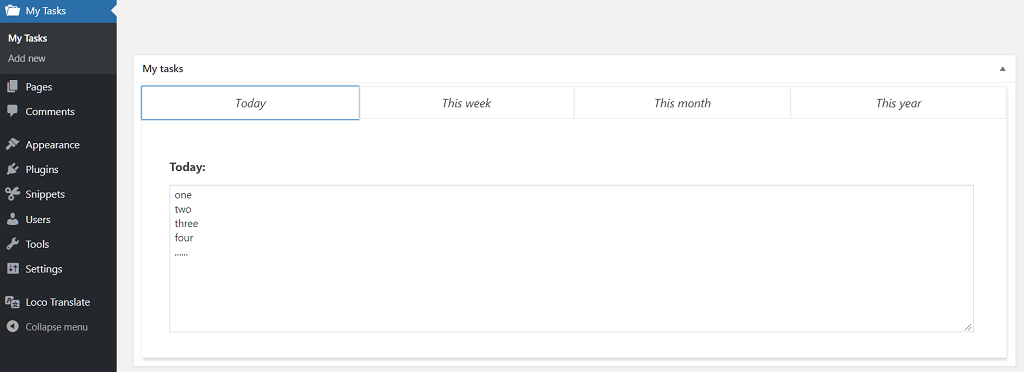 My Tasks
My Tasks
Add new
Pages
Comments
Appearance
Plugins
Snippets
Users
Tools
Settings
Loco Translate
Collapse menu
My tasks
Today
This week
This month
This year
Today:
one
two
three
four
......